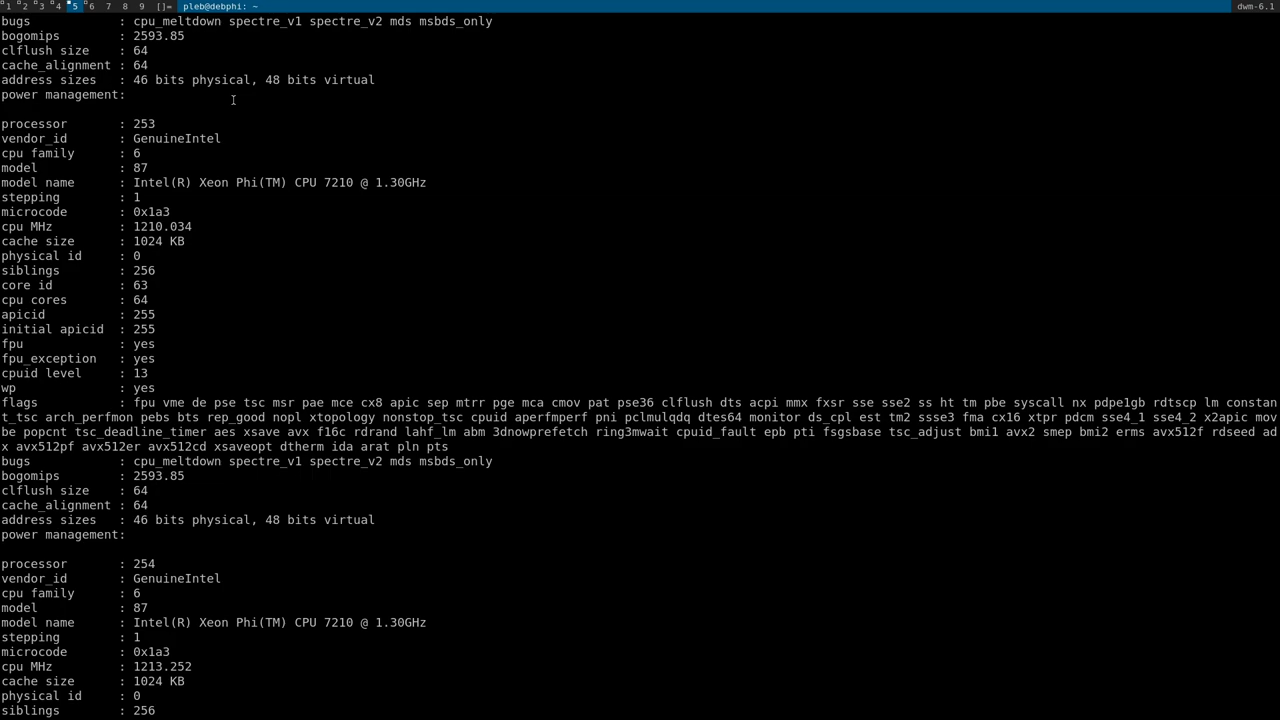 1 2 3 4 5 6 7 8 9 []= pleb@debphi: ~ dwm-6.1
bugs : cpu_meltdown spectre_v1 spectre_v2 mds msbds_only
bogomips : 2593.85
clflush size : 64
cache_alignment : 64
address sizes : 46 bits physical, 48 bits virtual
power management:
processor : 253
vendor_id : GenuineIntel
cpu family : 6
model : 87
model name : Intel(R) Xeon Phi(TM) CPU 7210 @ 1.30GHz
stepping : 1
microcode : 0x1a3
cpu MHz : 1210.034
cache size : 1024 KB
physical id : 0
siblings : 256
core id : 63
cpu cores : 64
apicid : 255
initial apicid : 255
fpu : yes
fpu_exception : yes
cpuid level : 13
wp : yes
flags : fpu vme de pse tsc msr pae mce cx8 apic sep mtrr pge mca cmov pat pse36 clflush dts acpi mmx fxsr sse sse2 ss ht tm pbe syscall nx pdpe1gb rdtscp lm constan
t_tsc arch_perfmon pebs bts rep_good nopl xtopology nonstop_tsc cpuid aperfmperf pni pclmulqdq dtes64 monitor ds_cpl est tm2 ssse3 fma cx16 xtpr pdcm sse4_1 sse4_2 x2apic mov
be popcnt tsc_deadline_timer aes xsave avx f16c rdrand lahf_lm abm 3dnowprefetch ring3mwait cpuid_fault epb pti fsgsbase tsc_adjust bmi1 avx2 smep bmi2 erms avx512f rdseed ad
x avx512pf avx512er avx512cd xsaveopt dtherm ida arat pln pts
bugs : cpu_meltdown spectre_v1 spectre_v2 mds msbds_only
bogomips : 2593.85
clflush size : 64
cache_alignment : 64
address sizes : 46 bits physical, 48 bits virtual
power management:
processor : 254
vendor_id : GenuineIntel
cpu family : 6
model : 87
model name : Intel(R) Xeon Phi(TM) CPU 7210 @ 1.30GHz
stepping : 1
microcode : 0x1a3
cpu MHz : 1213.252
cache size : 1024 KB
physical id : 0
siblings : 256